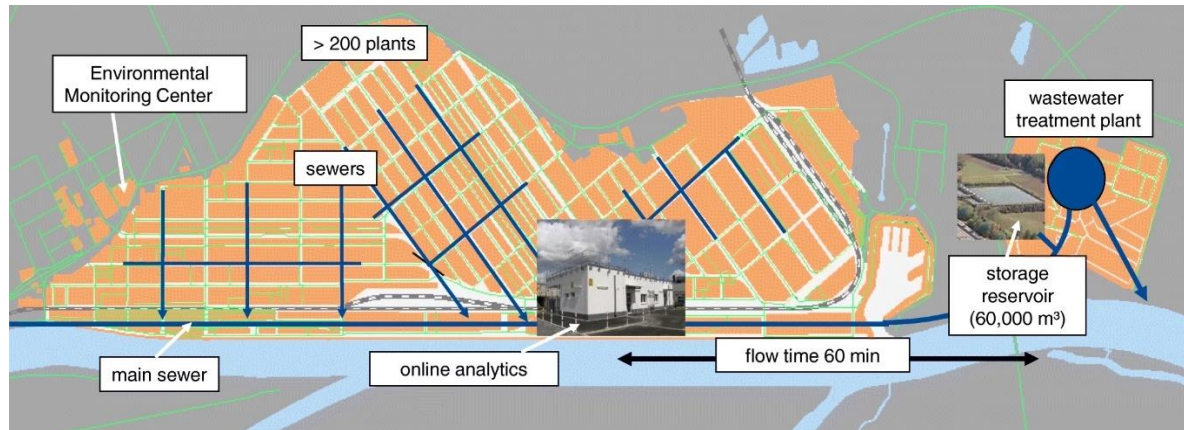 > 200 plants
Environmental
Monitoring Center
wastewater
treatment plant
sewers
storage
reservoir
(60,000 m³)
main sewer
online analytics
flow time 60 min